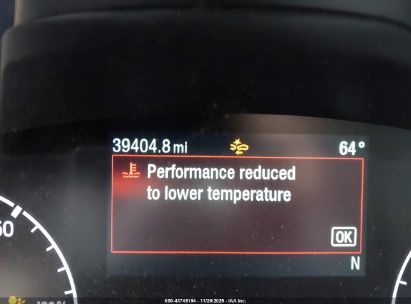 39404.8 mi 64°
Performance reduced
to lower temperature
OK
N